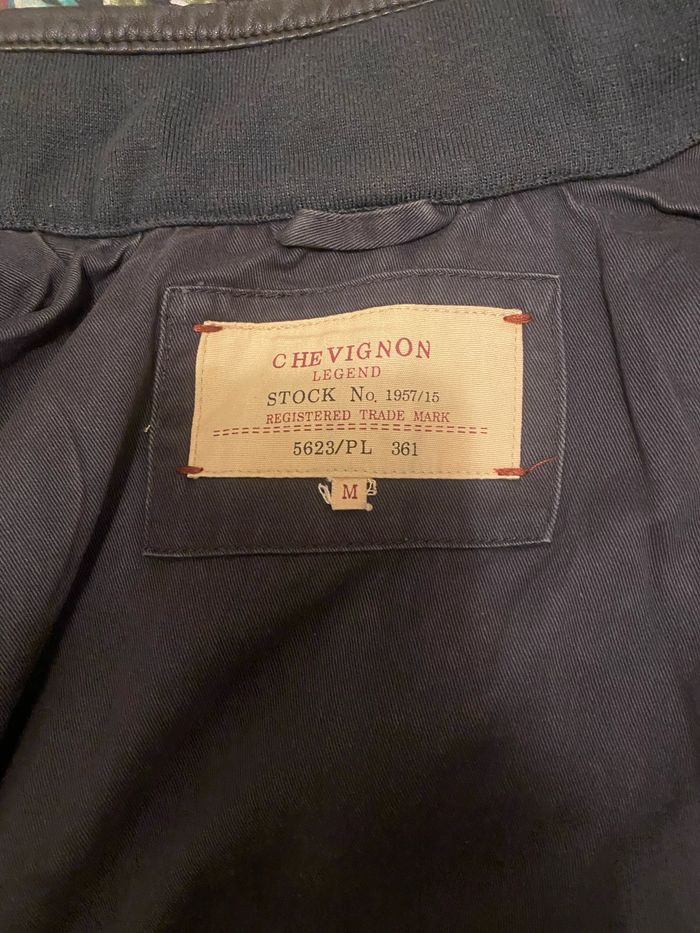 CHEVIGNON
LEGEND
STOCK No. 1957/15
REGISTERED TRADE MARK
5623/PL 361
M